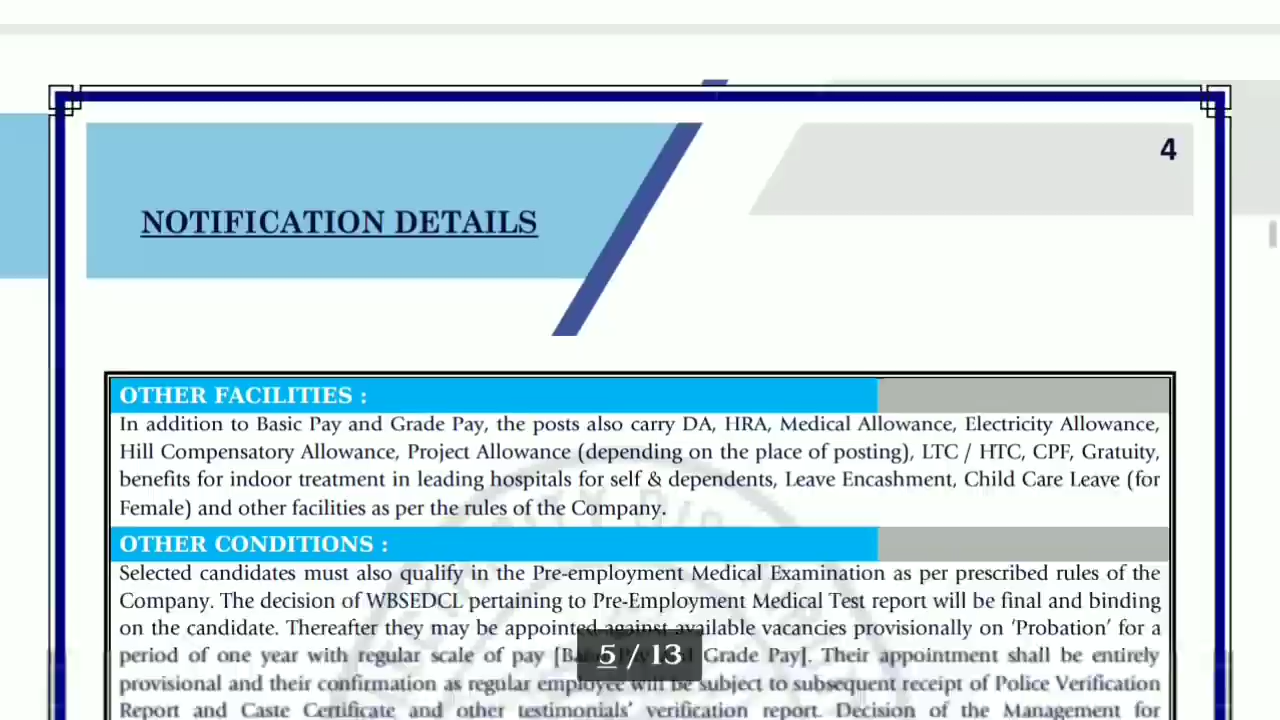 4
NOTIFICATION DETAILS
OTHER FACILITIES :
In addition to Basic Pay and Grade Pay, the posts also carry DA, HRA, Medical Allowance, Electricity Allowance,
Hill Compensatory Allowance, Project Allowance (depending on the place of posting), LTC / HTC, CPF, Gratuity,
benefits for indoor treatment in leading hospitals for self & dependents, Leave Encashment, Child Care Leave (for
Female) and other facilities as per the rules of the Company.
OTHER CONDITIONS :
Selected candidates must also qualify in the Pre-employment Medical Examination as per prescribed rules of the
Company. The decision of WBSEDCL pertaining to Pre-Employment Medical Test report will be final and binding
on the candidate. Thereafter they may be appointed against available vacancies provisionally on ‘Probation’ for a
period of one year with regular scale of pay Grade Pay]. Their appointment shall be entirely
5 / 13
provisional and their confirmation as regular employee will be subject to subsequent receipt of Police Verification
Report and Caste Certificate and other testimonials’ verification report. Decision of the Management for